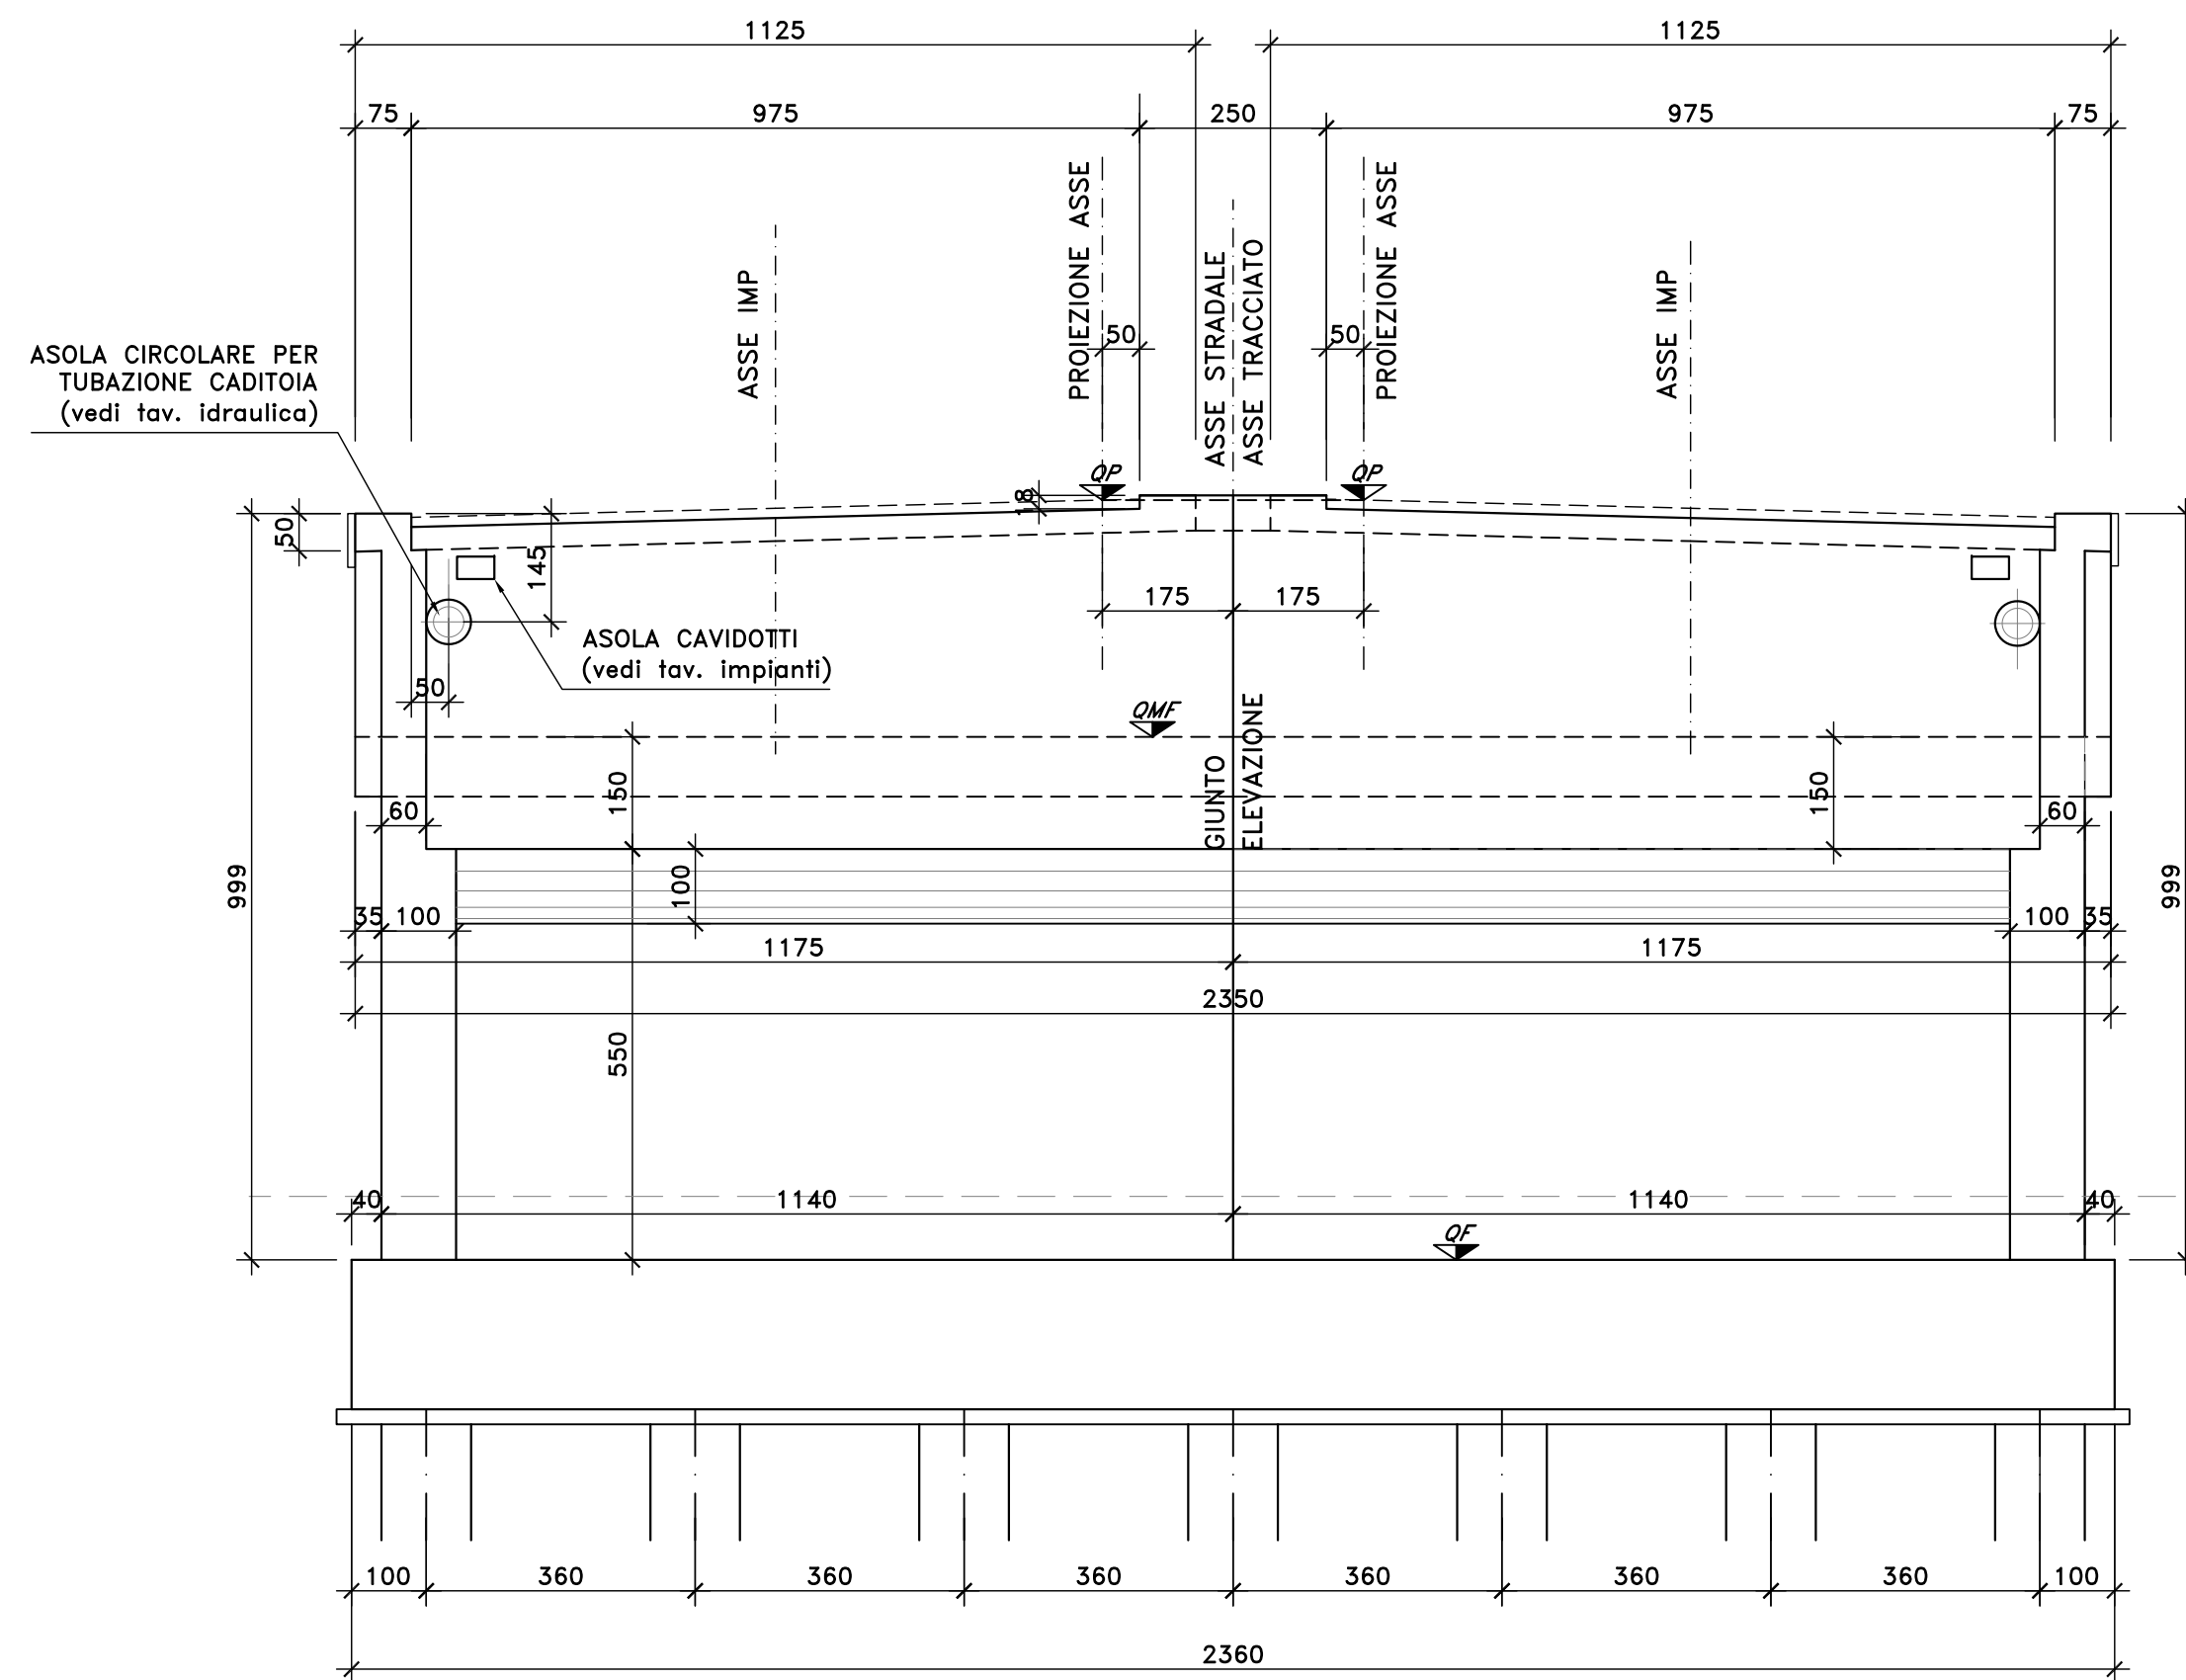 1125
1125
75
975
250
975
75
PROIEZIONE ASSE
PROIEZIONE ASSE
ASSE STRADALE
ASSE TRACCIATO
ASSE IMP
ASSE IMP
50
50
ASOLA CIRCOLARE PER
TUBAZIONE CADITOIA
(vedi tav. idraulica)
QP
QP
18
50
145
175
175
ASOLA CAVIDOTTI
(vedi tav. impianti)
50
QMF
GIUNTO
ELEVAZIONE
150
150
60
60
999
999
100
35
100
100
35
1175
1175
2350
550
40
1140
1140
40
QF
100
360
360
360
360
360
360
100
2360